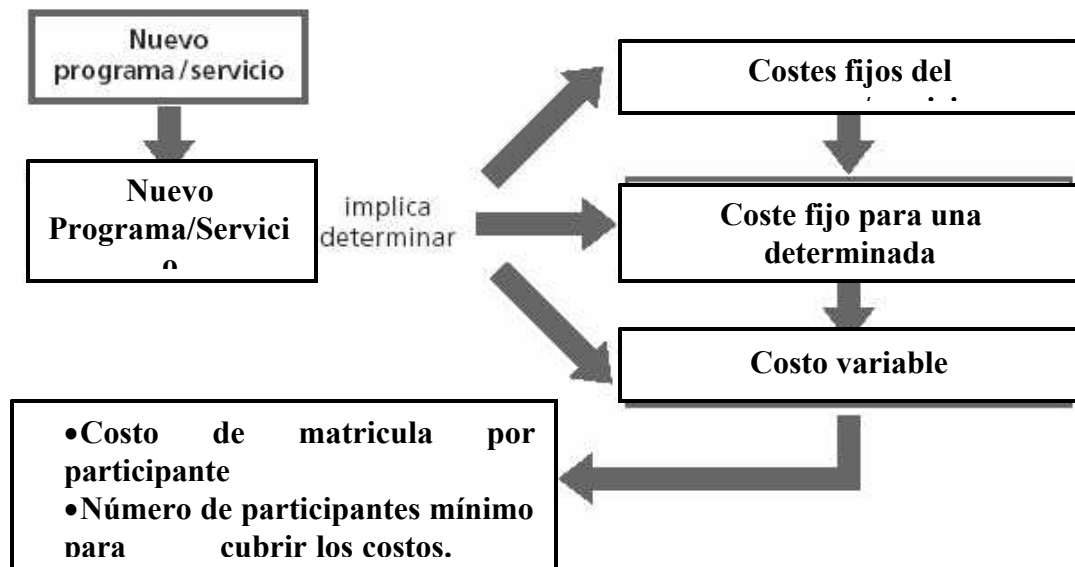 Nuevo
programa/servicio
Costes fijos del
Nuevo
Programa/Servici
o
implica
determinar
Coste fijo para una
determinada
Costo variable
•Costo de matricula por
participante
•Número de participantes mínimo
para cubrir los costos.